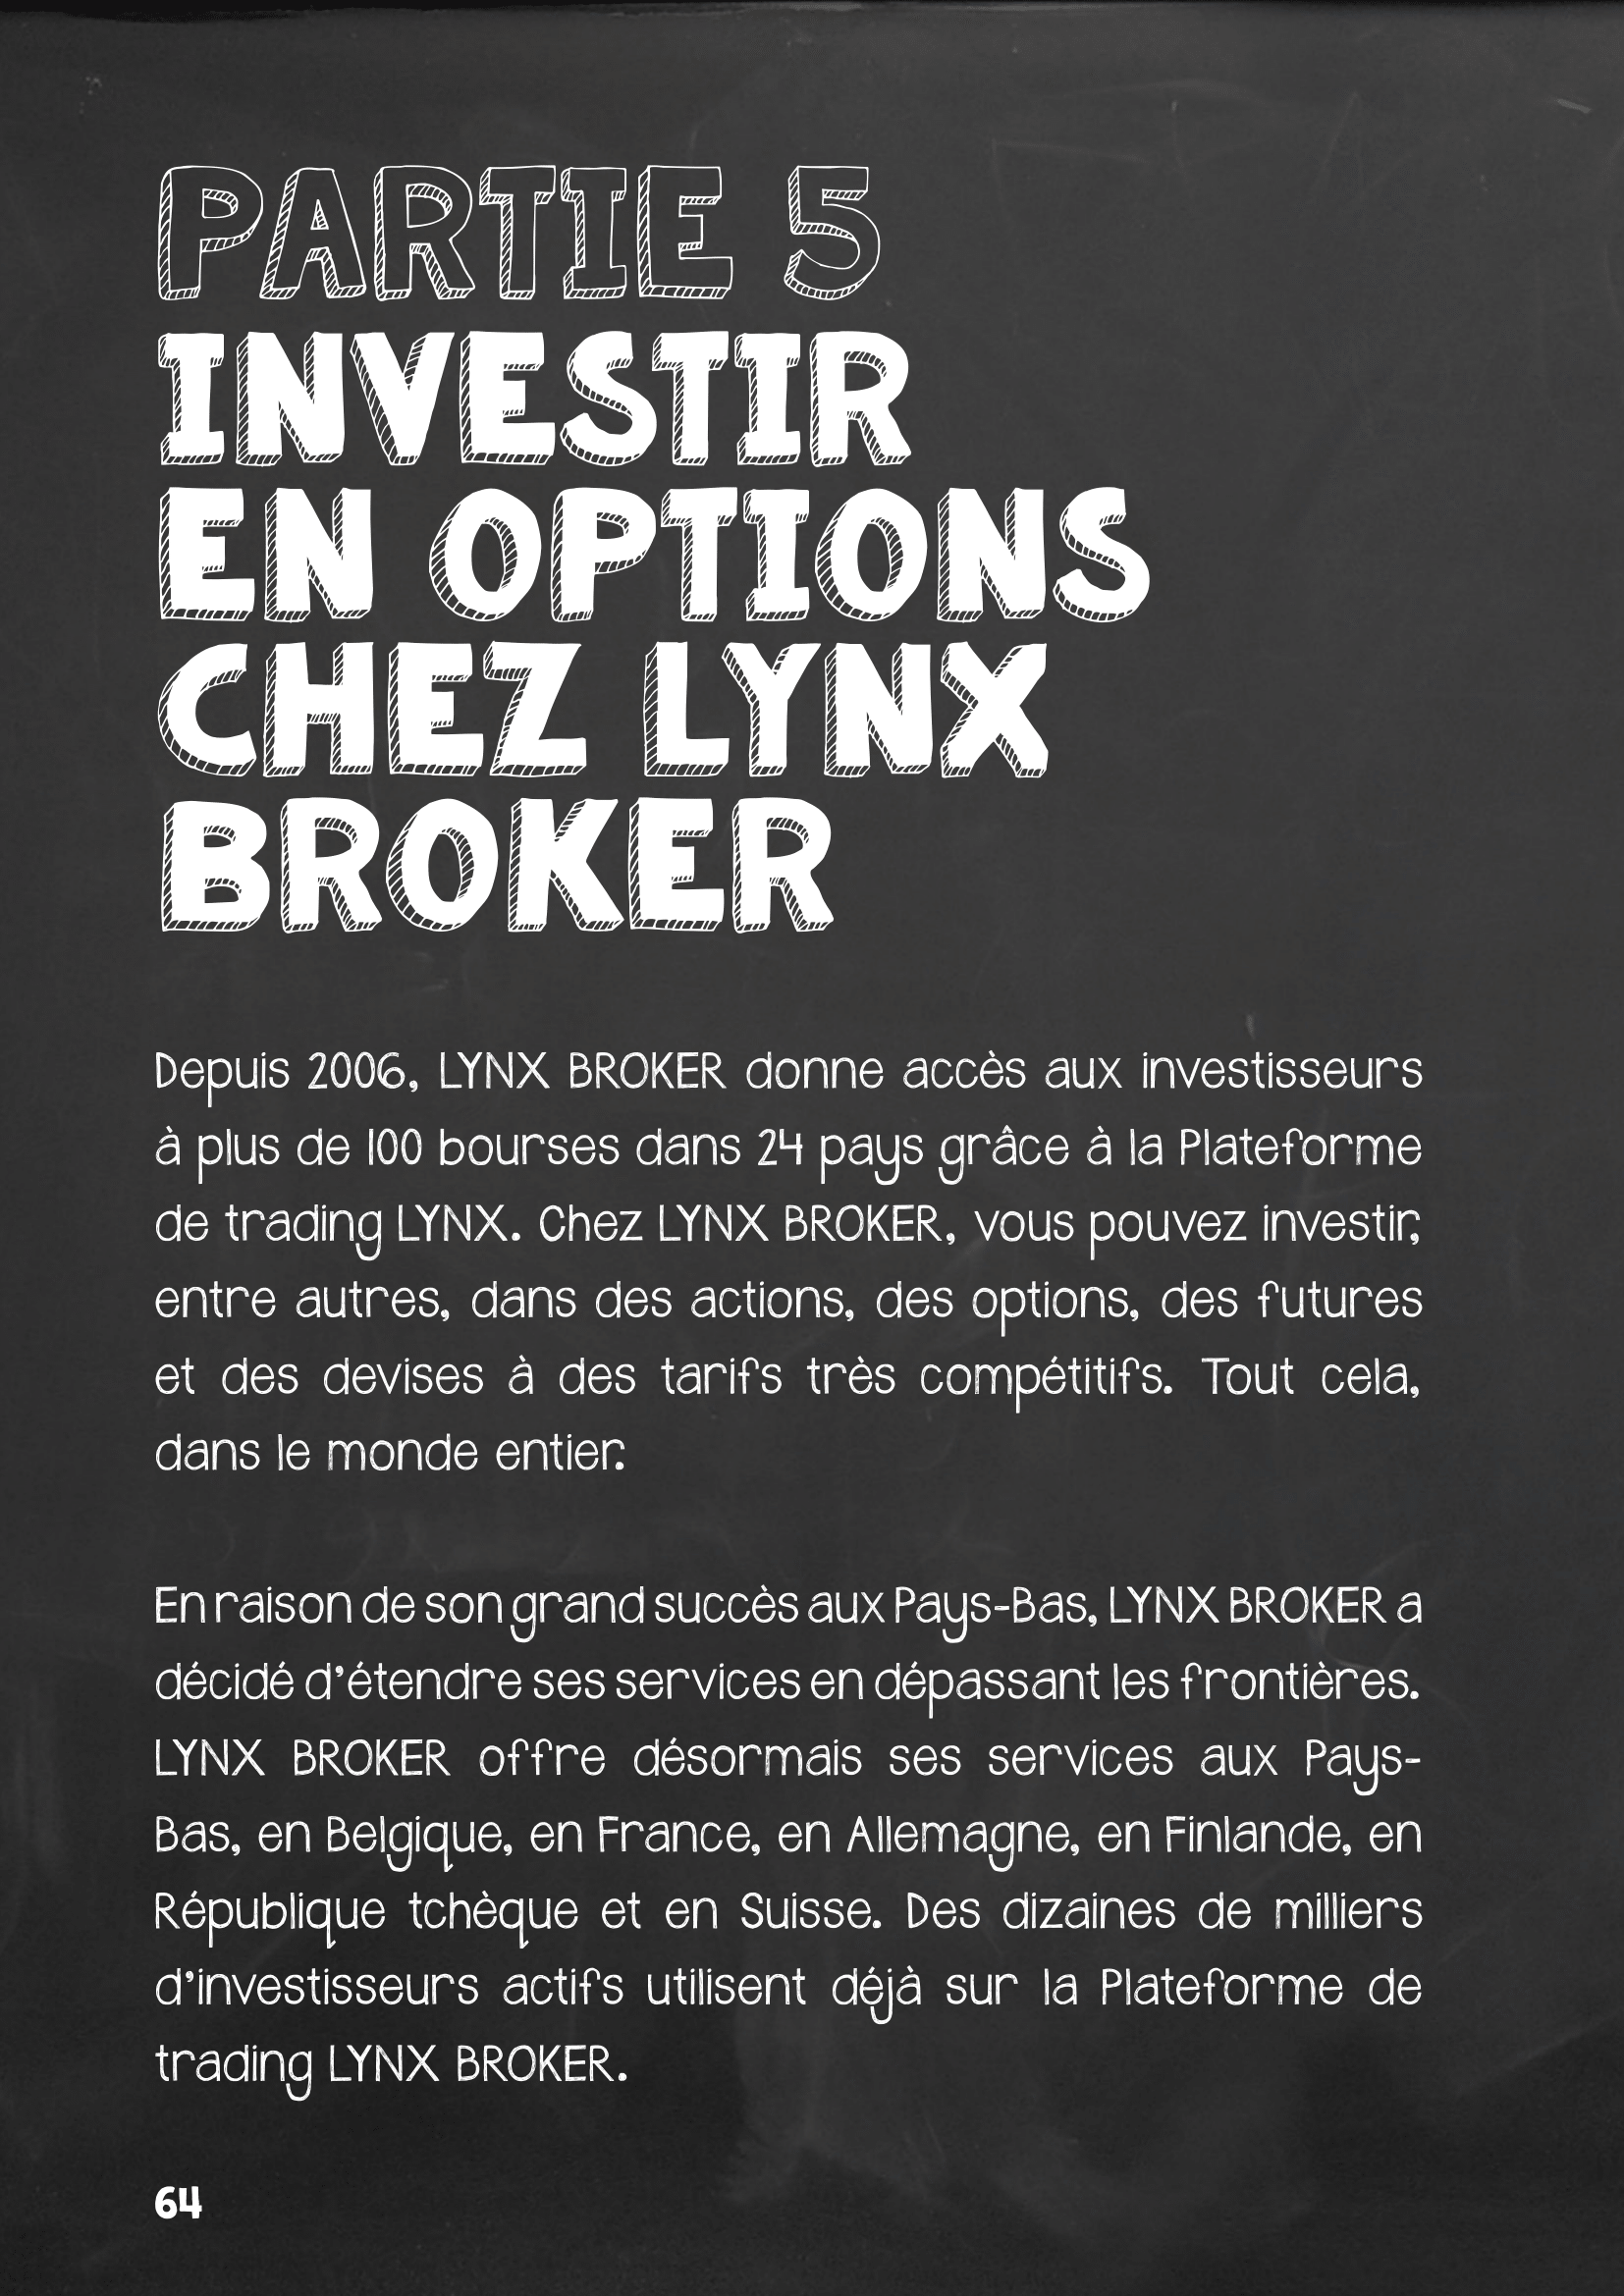 PARTIE 5
INVESTIR
EN OPTIONS
CHEZ LYNX
BROKER
Depuis 2006, LYNX BROKER donne accès aux investisseurs
à plus de 100 bourses dans 24 pays grâce à la Plateforme
de trading LYNX. Chez LYNX BROKER, vous pouvez investir,
entre autres, dans des actions, des options, des futures
et des devises à des tarifs très compétitifs. Tout cela,
dans le monde entier.
En raison de son grand succès aux Pays-Bas, LYNX BROKER a
décidé d'étendre ses services en dépassant les frontières.
LYNX BROKER offre désormais ses services aux Pays-
Bas, en Belgique, en France, en Allemagne, en Finlande, en
République tchèque et en Suisse. Des dizaines de milliers
d'investisseurs actifs utilisent déjà sur la Plateforme de
trading LYNX BROKER.
64